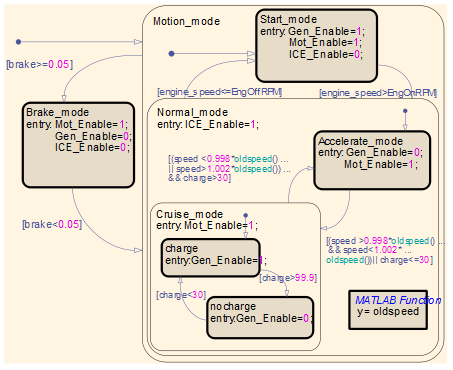 Motion_mode
Start_mode
entry: Gen_Enable=1;
Mot_Enable=1;
ICE_Enable=0;
[brake>=0.05]
[engine_speed<=EngOffRPM]
[engine_speed>EngOnRPM]
Brake_mode
entry: Mot_Enable=1;
Gen_Enable=0;
ICE_Enable=0;
Normal_mode
entry: ICE_Enable=1;
Accelerate_mode
entry: Gen_Enable=0;
Mot_Enable=1;
[(speed <0.998*oldspeed() ...
|| speed>1.002*oldspeed()) ...
&& charge>30]
[brake<0.05]
Cruise_mode
entry: Mot_Enable=1;
[(speed >0.998*oldspeed() ...
&& speed<1.002* ...
oldspeed())|| charge<=30]
charge
entry:Gen_Enable=1;
[charge>99.9]
[charge<30]
nocharge
entry:Gen_Enable=0;
MATLAB Function
y = oldspeed